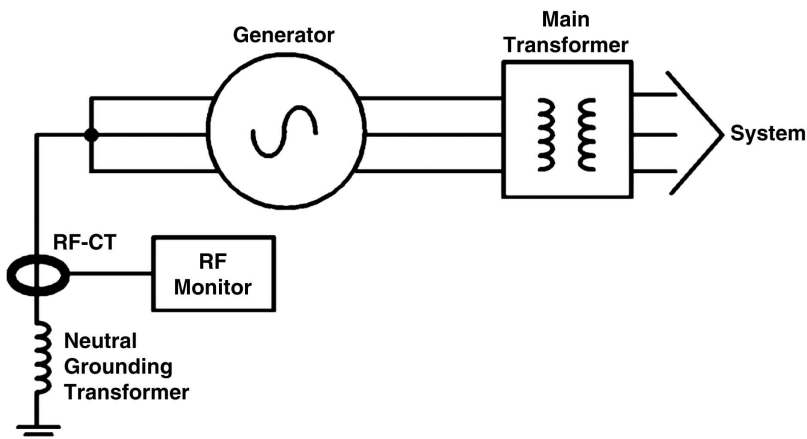 Generator
Main
Transformer
System
RF-CT
RF
Monitor
Neutral
Grounding
Transformer